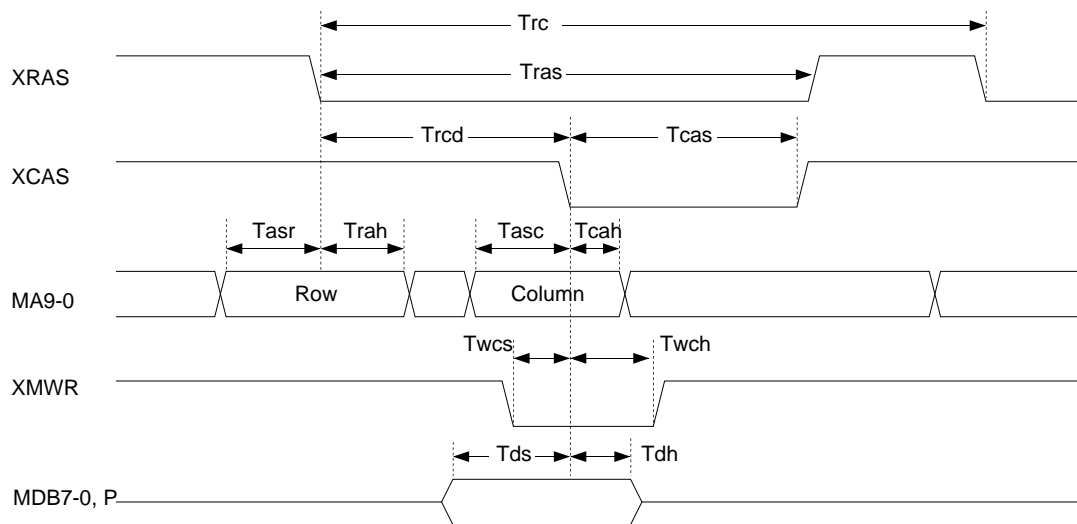 Trc
XRAS
Tras
Trcd
Tcas
XCAS
Tasr
Trah
Tasc
Tcah
MA9-0
Row
Column
Twcs
Twch
XMWR
Tds
Tdh
MDB7-0, P